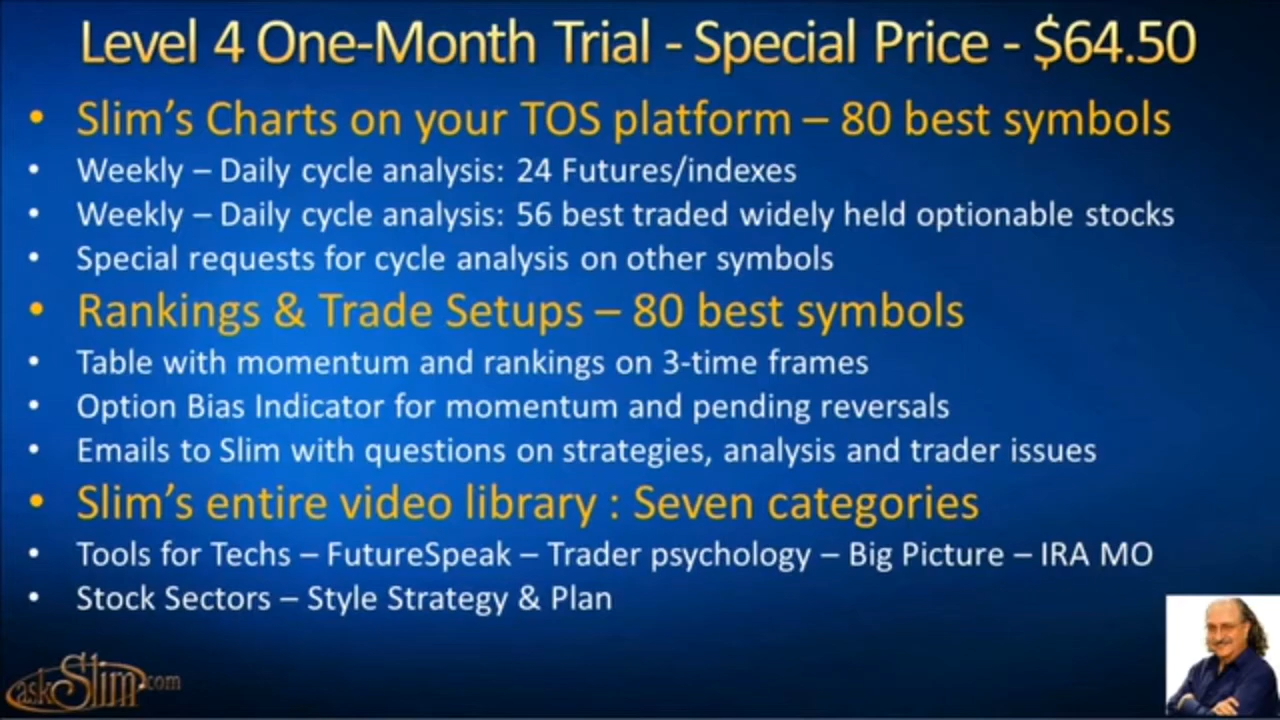 Level 4 One-Month Trial - Special Price - $64.50
• Slim's Charts on your TOS platform – 80 best symbols
• Weekly – Daily cycle analysis: 24 Futures/indexes
• Weekly – Daily cycle analysis: 56 best traded widely held optionable stocks
• Special requests for cycle analysis on other symbols
• Rankings & Trade Setups – 80 best symbols
• Table with momentum and rankings on 3-time frames
• Option Bias Indicator for momentum and pending reversals
• Emails to Slim with questions on strategies, analysis and trader issues
• Slim's entire video library : Seven categories
• Tools for Techs – FutureSpeak – Trader psychology – Big Picture – IRA MO
• Stock Sectors – Style Strategy & Plan
askSlim.com